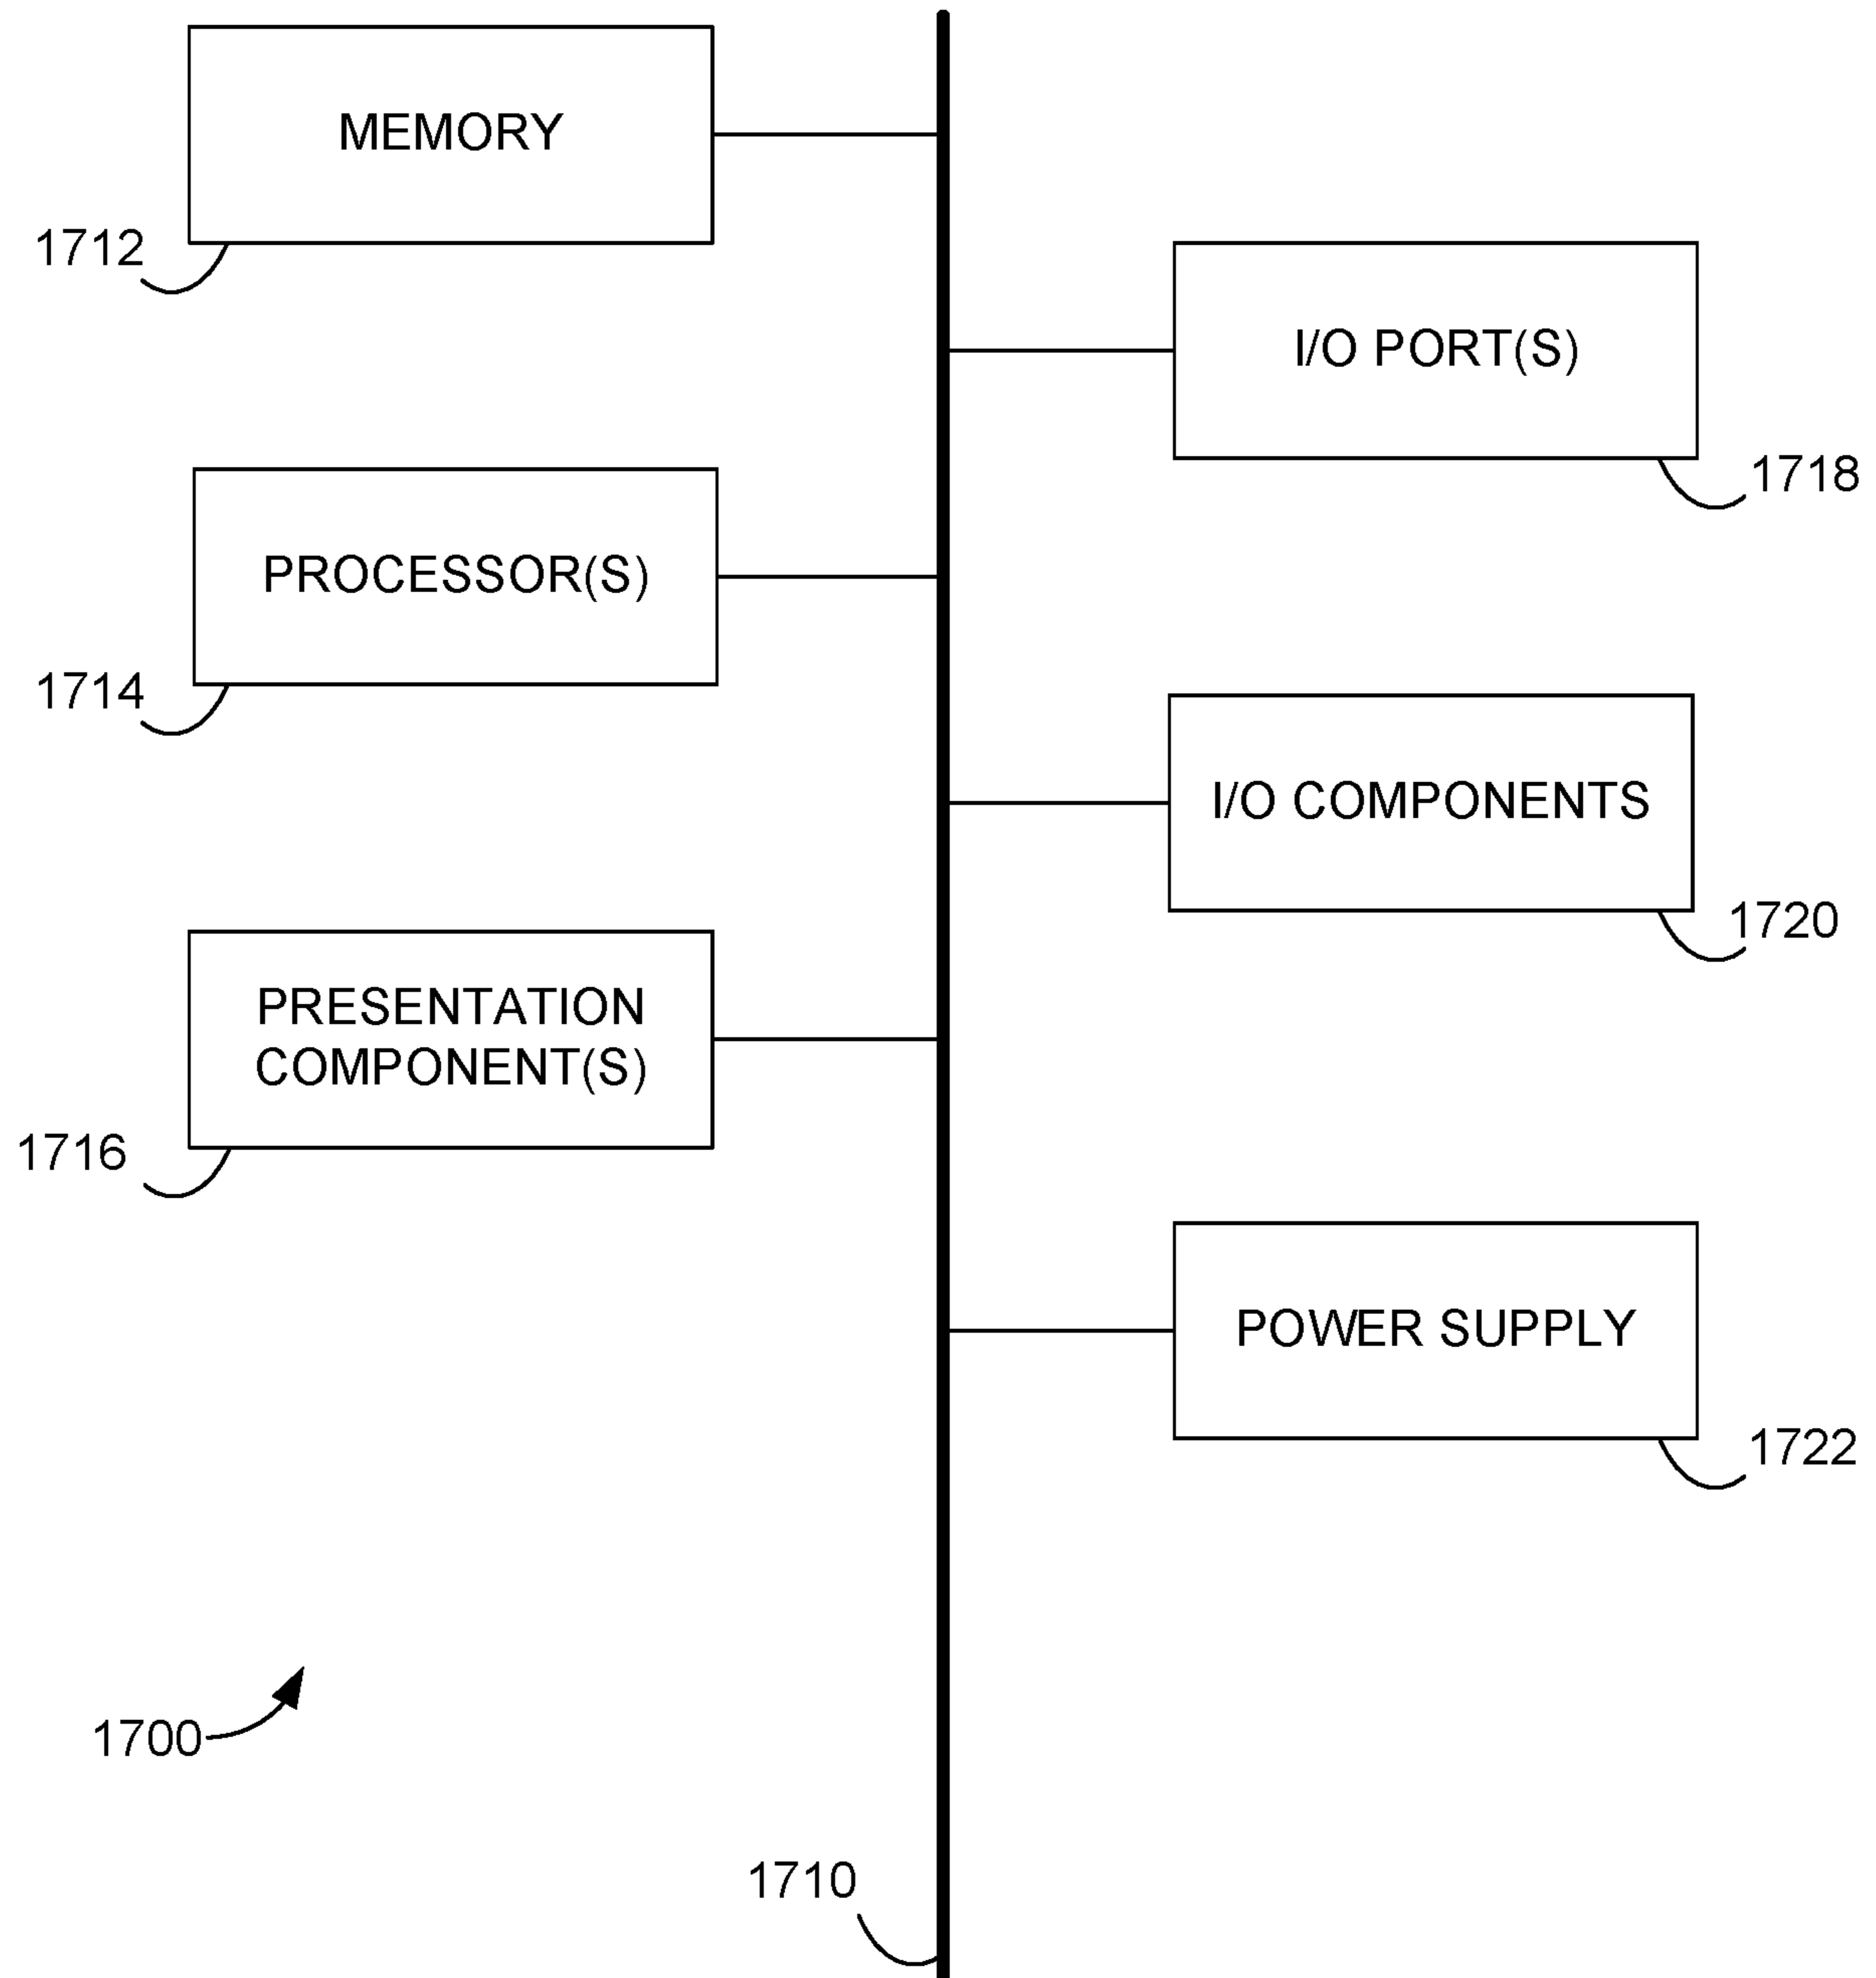 MEMORY
1712
I/O PORT(S)
1718
PROCESSOR(S)
1714
I/O COMPONENTS
1720
PRESENTATION
COMPONENT(S)
1716
POWER SUPPLY
1722
1700
1710